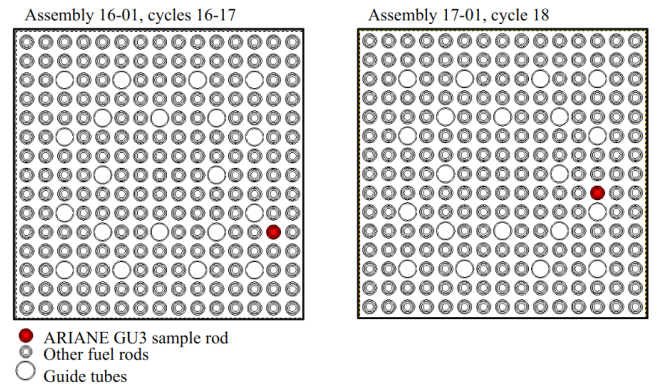 Assembly 16-01, cycles 16-17
Assembly 17-01, cycle 18
ARIANE GU3 sample rod
Other fuel rods
Guide tubes